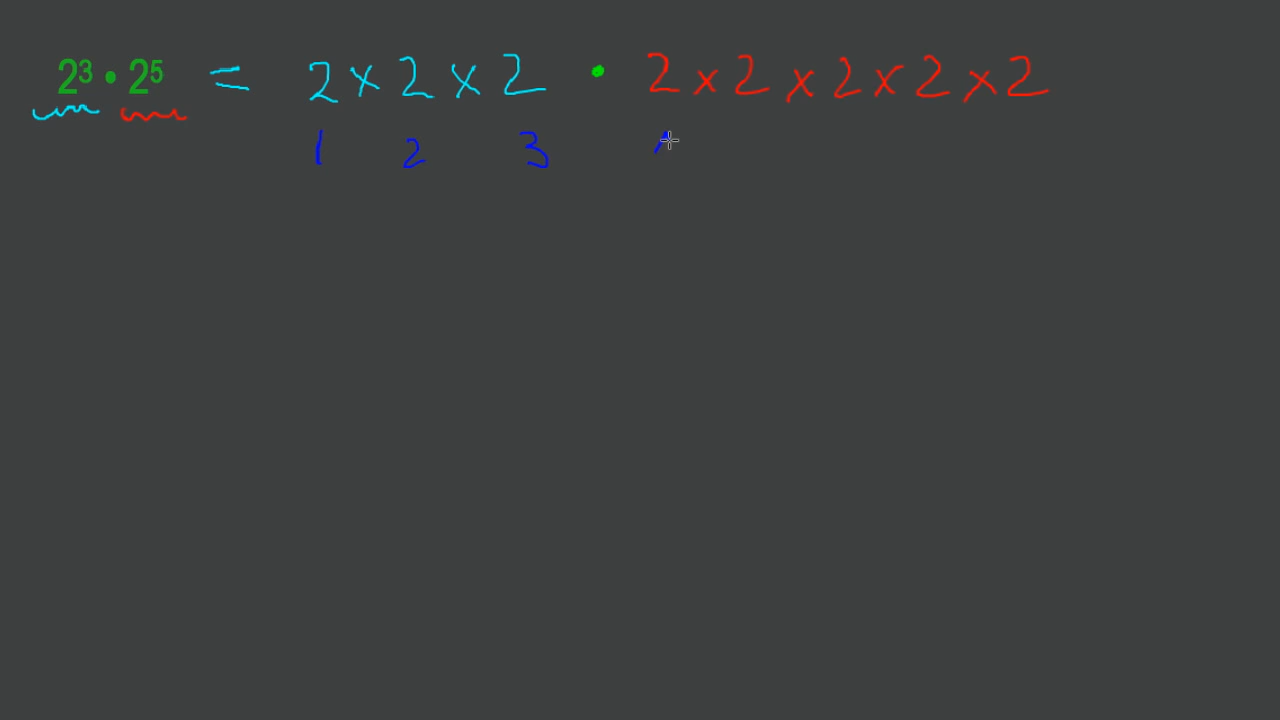 2³ • 2⁵ = 2 × 2 × 2 • 2 × 2 × 2 × 2 × 2
1 2 3